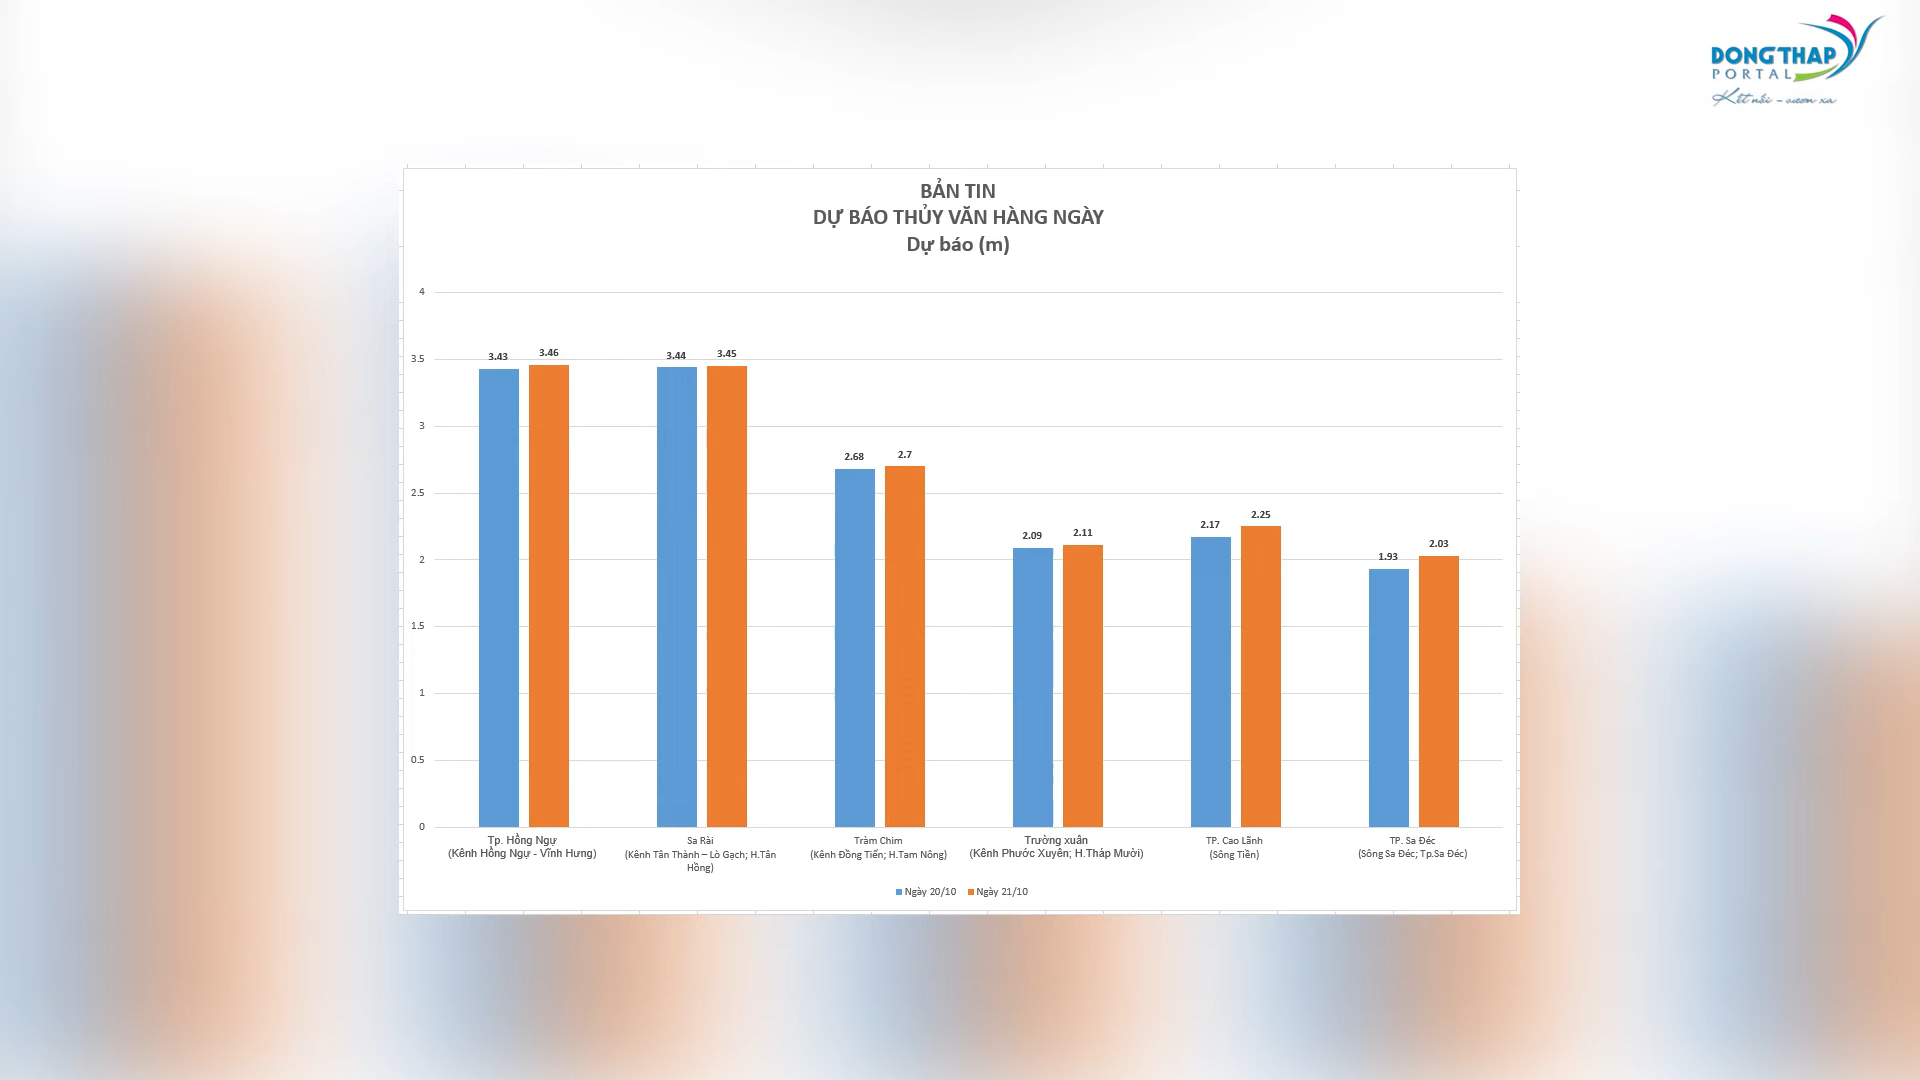 DONG THAP
PORTAL
Kết nối - vươn xa
BẢN TIN
DỰ BÁO THỦY VĂN HÀNG NGÀY
Dự báo (m)
4
3.5
3
2.5
2
1.5
1
0.5
0
3.43
3.46
3.44
3.45
2.68
2.7
2.09
2.11
2.17
2.25
1.93
2.03
Tp. Hồng Ngự
(Kênh Hồng Ngự - Vĩnh Hưng)
Sa Rài
(Kênh Tân Thành – Lò Gạch; H.Tân
Hồng)
Tràm Chim
(Kênh Đồng Tiến; H.Tam Nông)
Trường xuân
(Kênh Phước Xuyên; H.Tháp Mười)
TP. Cao Lãnh
(Sông Tiền)
TP. Sa Đéc
(Sông Sa Đéc; Tp.Sa Đéc)
Ngày 20/10 Ngày 21/10